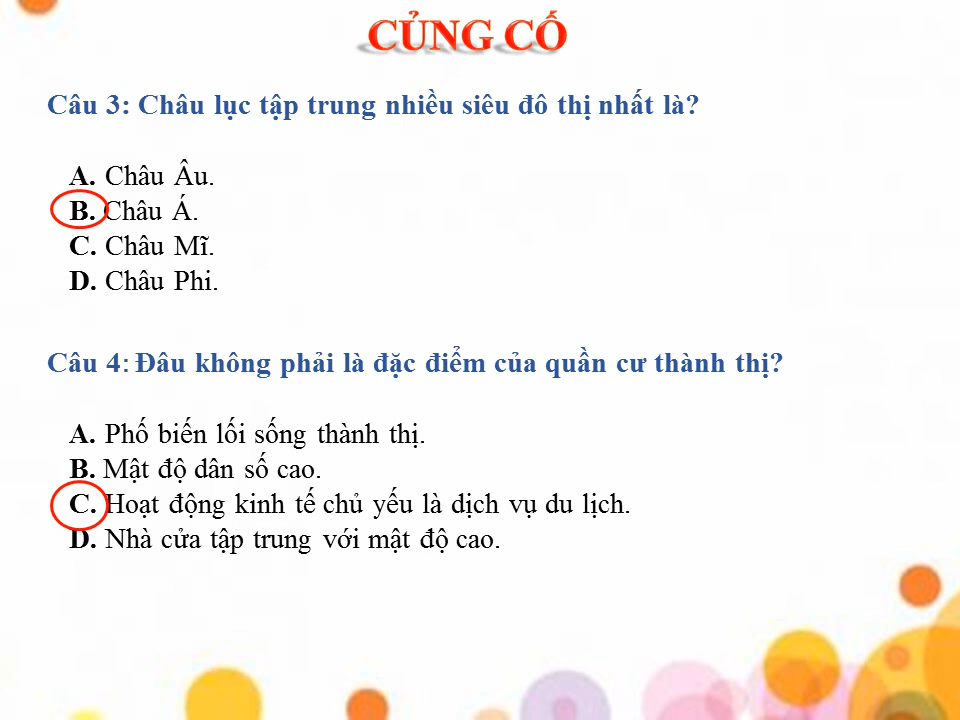 CỦNG CỐ
Câu 3: Châu lục tập trung nhiều siêu đô thị nhất là?
A. Châu Âu.
B. Châu Á.
C. Châu Mĩ.
D. Châu Phi.
Câu 4: Đâu không phải là đặc điểm của quần cư thành thị?
A. Phố biến lối sống thành thị.
B. Mật độ dân số cao.
C. Hoạt động kinh tế chủ yếu là dịch vụ du lịch.
D. Nhà cửa tập trung với mật độ cao.